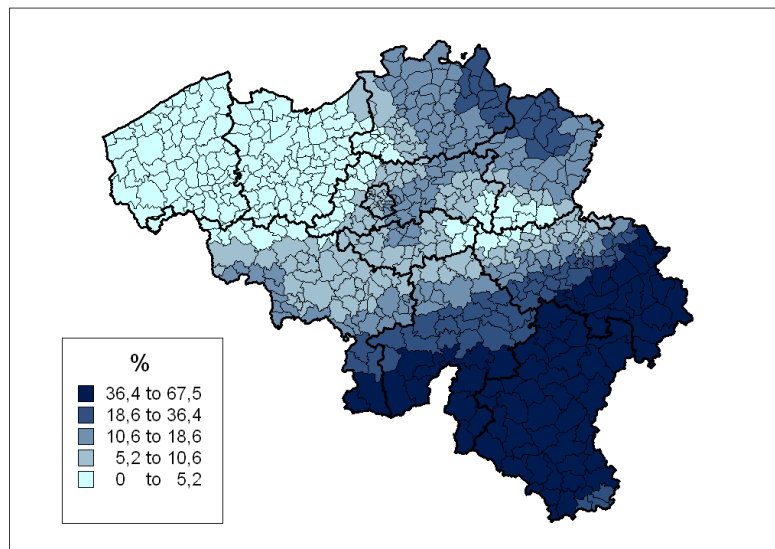 %
36,4 to 67,5
18,6 to 36,4
10,6 to 18,6
5,2 to 10,6
0 to 5,2